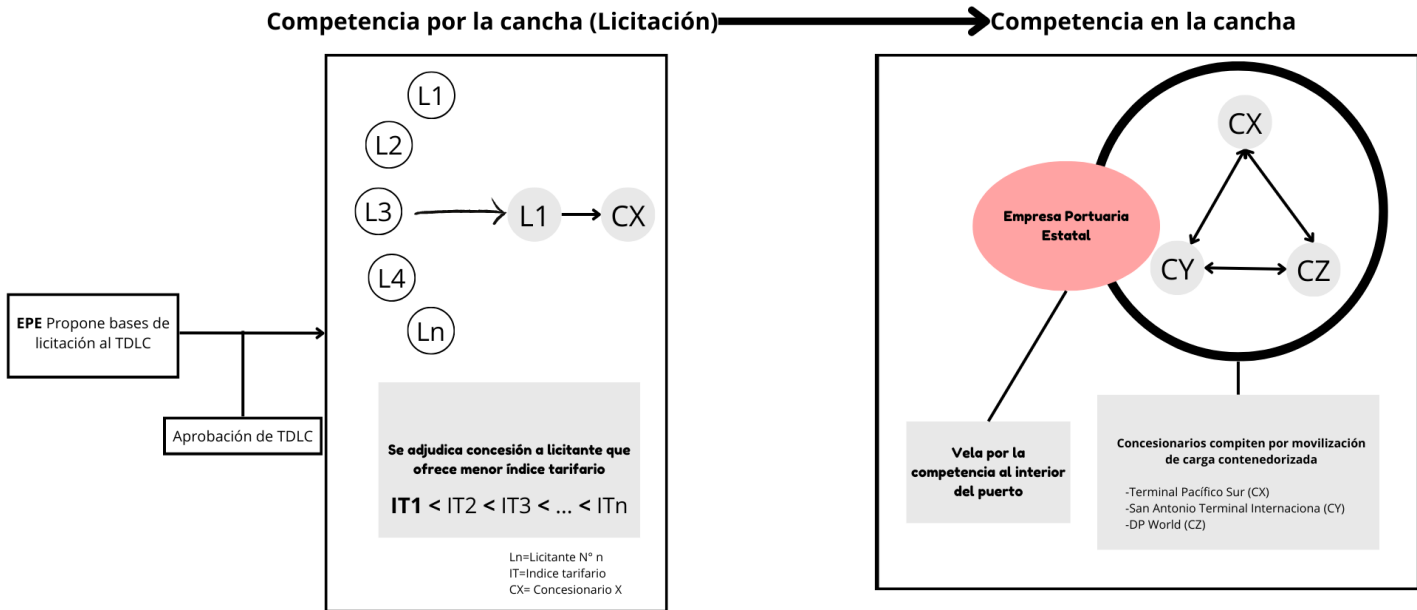 Competencia por la cancha (Licitación)
Competencia en la cancha
EPE Propone bases de
licitación al TDLC
Aprobación de TDLC
L1
L2
L3
L4
Ln
L1
CX
Se adjudica concesión a licitante que
ofrece menor índice tarifario
IT1 < IT2 < IT3 < ... < ITn
Ln=Licitante N° n
IT=Indice tarifario
CX= Concesionario X
Empresa Portuaria
Estatal
CX
CY
CZ
Vela por la
competencia al interior
del puerto
Concesionarios compiten por movilización
de carga contenedorizada
-Terminal Pacífico Sur (CX)
-San Antonio Terminal Internaciona (CY)
-DP World (CZ)